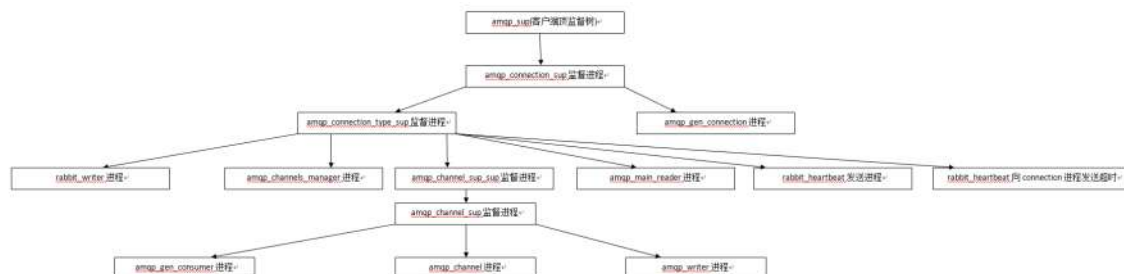 amqp_sup(客户端顶监督树)
amqp_connection_sup监督进程
amqp_connection_type_sup监督进程
amqp_gen_connection进程
rabbit_writer进程
amqp_channels_manager进程
amqp_channel_sup_sup监督进程
amqp_main_reader进程
rabbit_heartbeat发送进程
rabbit_heartbeat向connection进程发送超时
amqp_channel_sup监督进程
amqp_gen_consumer进程
amqp_channel进程
amqp_writer进程